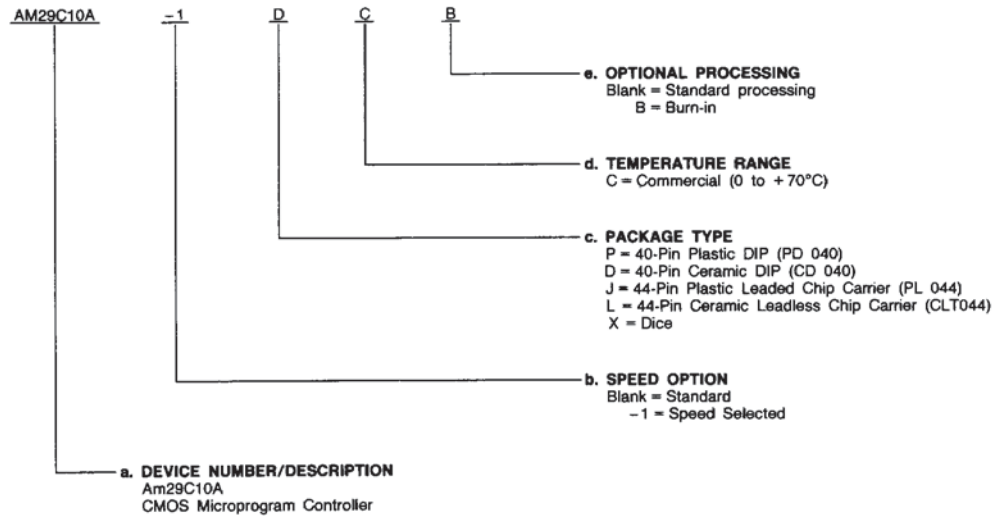 AM29C10A -1 D C B
e. OPTIONAL PROCESSING
Blank = Standard processing
B = Burn-in
d. TEMPERATURE RANGE
C = Commercial (0 to +70°C)
c. PACKAGE TYPE
P = 40-Pin Plastic DIP (PD 040)
D = 40-Pin Ceramic DIP (CD 040)
J = 44-Pin Plastic Leaded Chip Carrier (PL 044)
L = 44-Pin Ceramic Leadless Chip Carrier (CLT044)
X = Dice
b. SPEED OPTION
Blank = Standard
-1 = Speed Selected
a. DEVICE NUMBER/DESCRIPTION
Am29C10A
CMOS Microprogram Controller